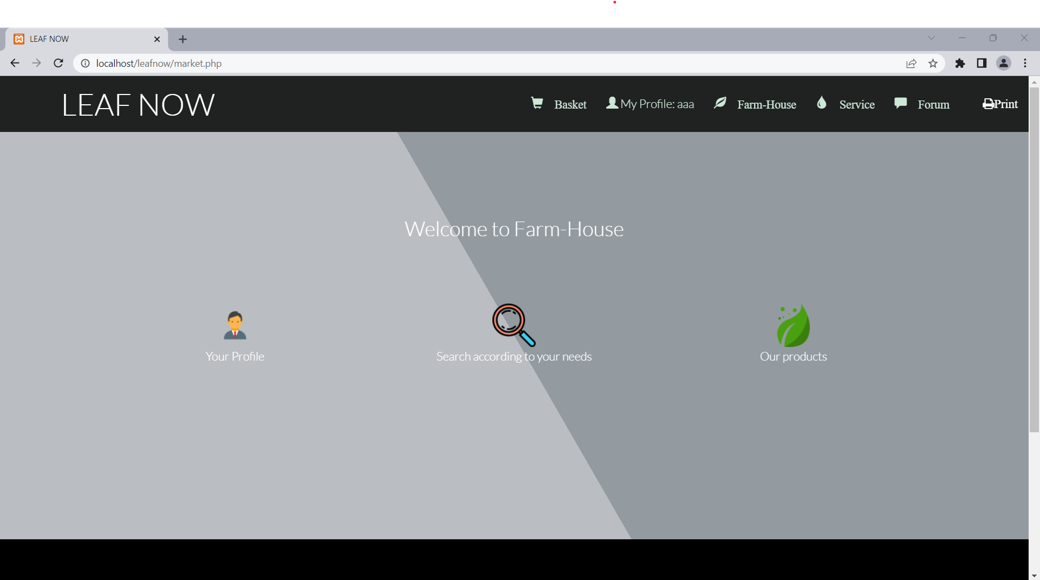 LEAF NOW
localhost/leafnow/market.php
LEAF NOW
Basket
My Profile: aaa
Farm-House
Service
Forum
Print
Welcome to Farm-House
Your Profile
Search according to your needs
Our products